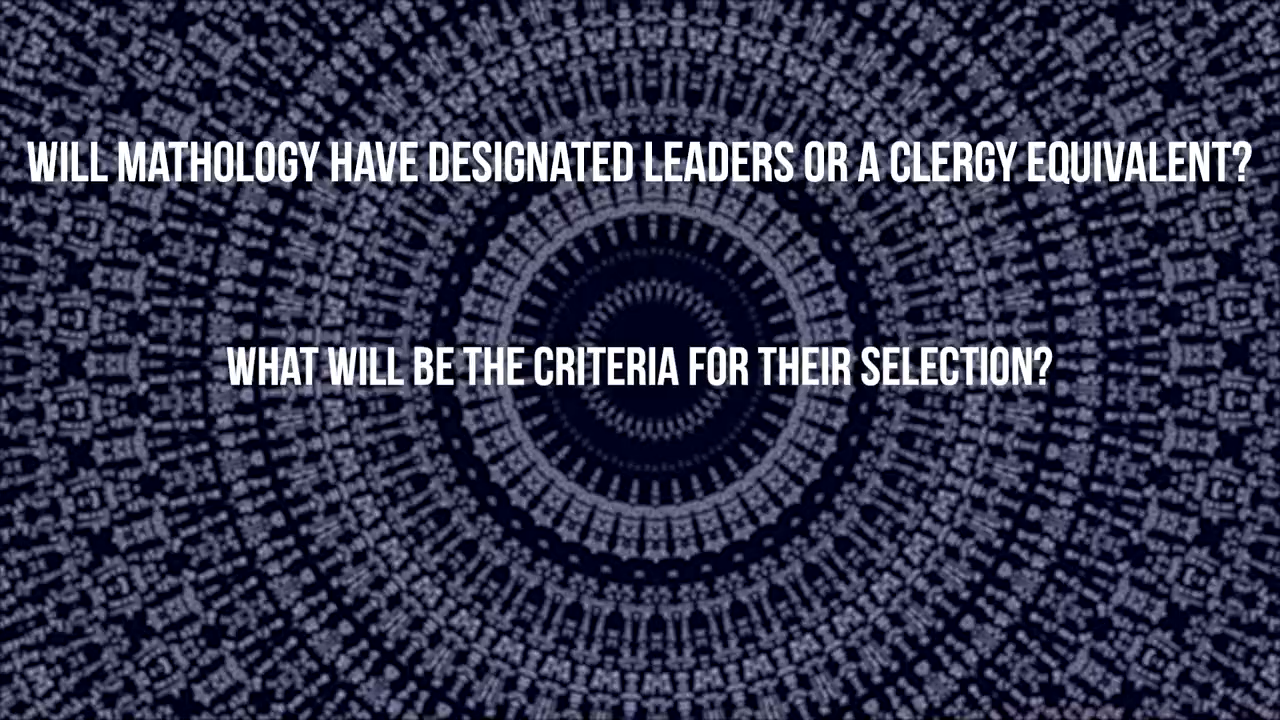 WILL MATHOLOGY HAVE DESIGNATED LEADERS OR A CLERGY EQUIVALENT?
WHAT WILL BE THE CRITERIA FOR THEIR SELECTION?